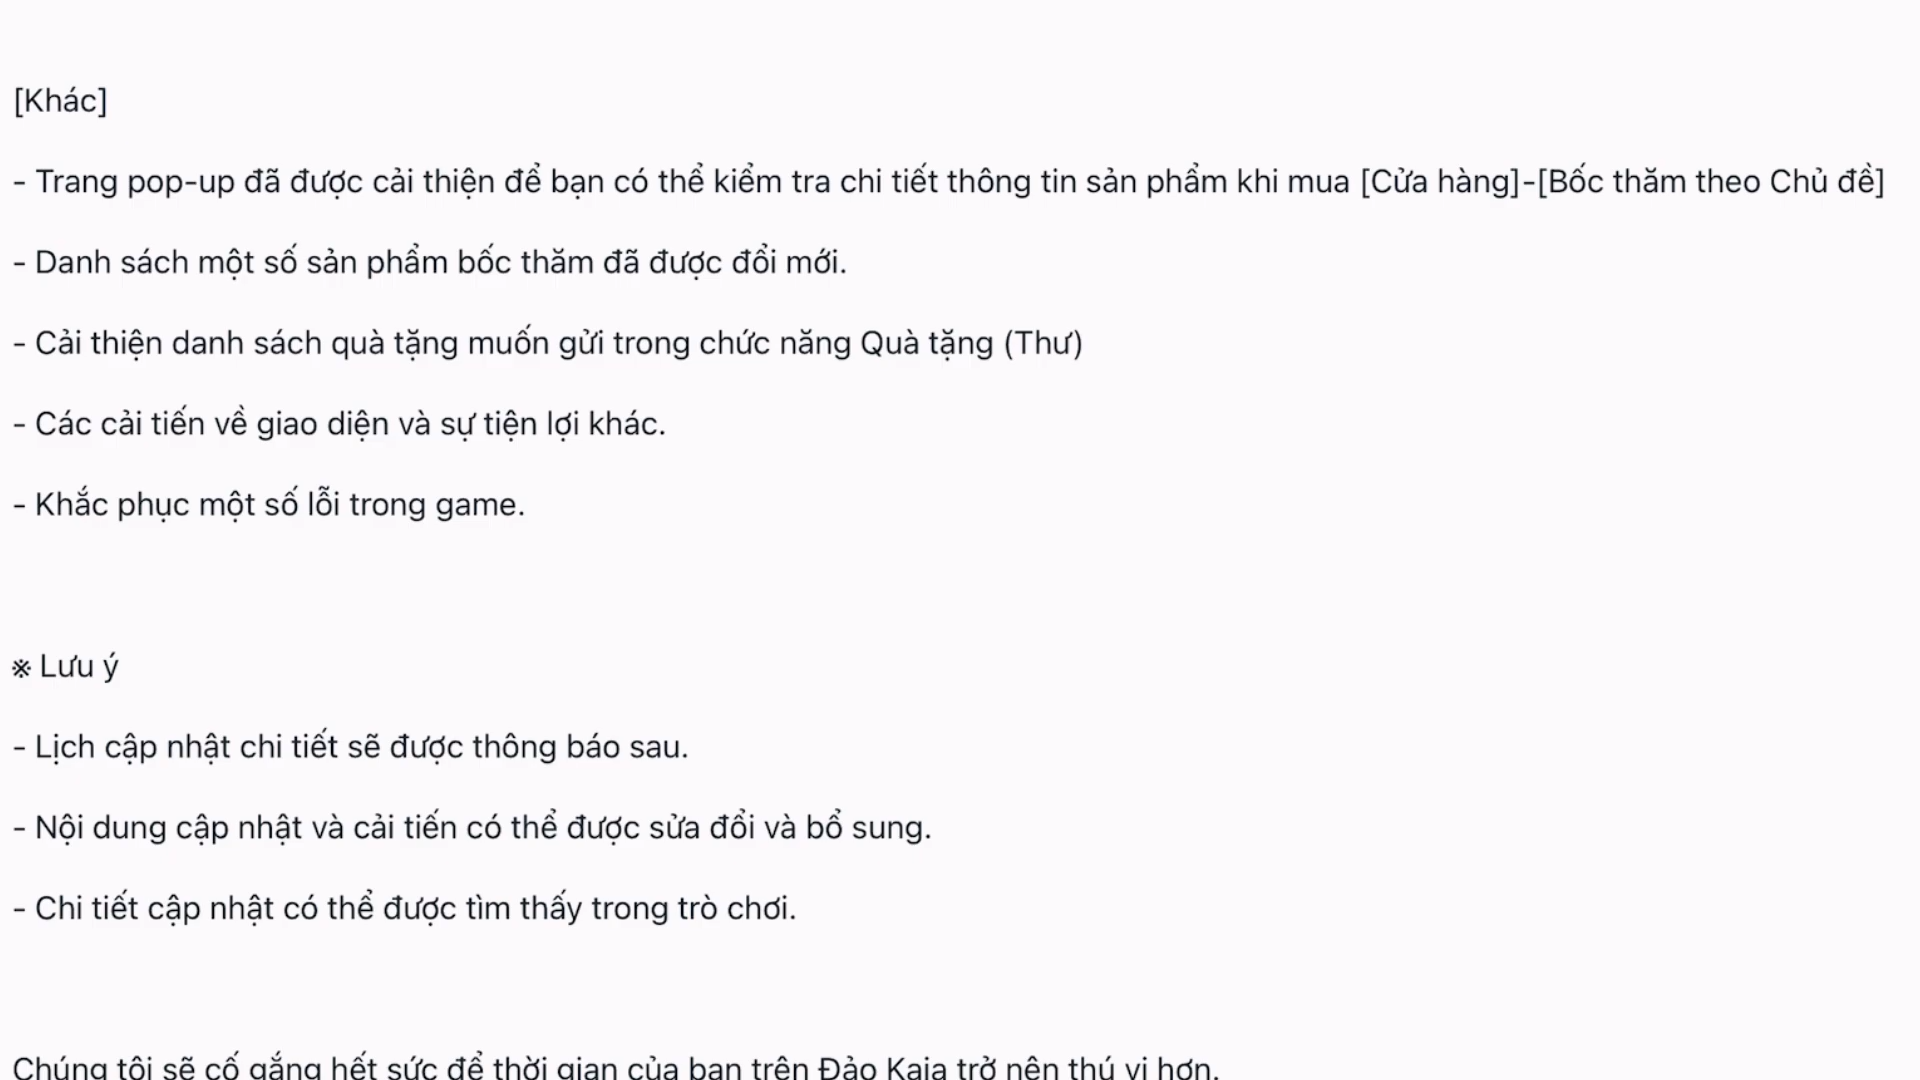 [Khác]
- Trang pop-up đã được cải thiện để bạn có thể kiểm tra chi tiết thông tin sản phẩm khi mua [Cửa hàng]-[Bốc thăm theo Chủ đề]
- Danh sách một số sản phẩm bốc thăm đã được đổi mới.
- Cải thiện danh sách quà tặng muốn gửi trong chức năng Quà tặng (Thư)
- Các cải tiến về giao diện và sự tiện lợi khác.
- Khắc phục một số lỗi trong game.
※ Lưu ý
- Lịch cập nhật chi tiết sẽ được thông báo sau.
- Nội dung cập nhật và cải tiến có thể được sửa đổi và bổ sung.
- Chi tiết cập nhật có thể được tìm thấy trong trò chơi.
Chúng tôi sẽ cố gắng hết sức để thời gian của bạn trên Đảo Kaia trở nên thú vị hơn.